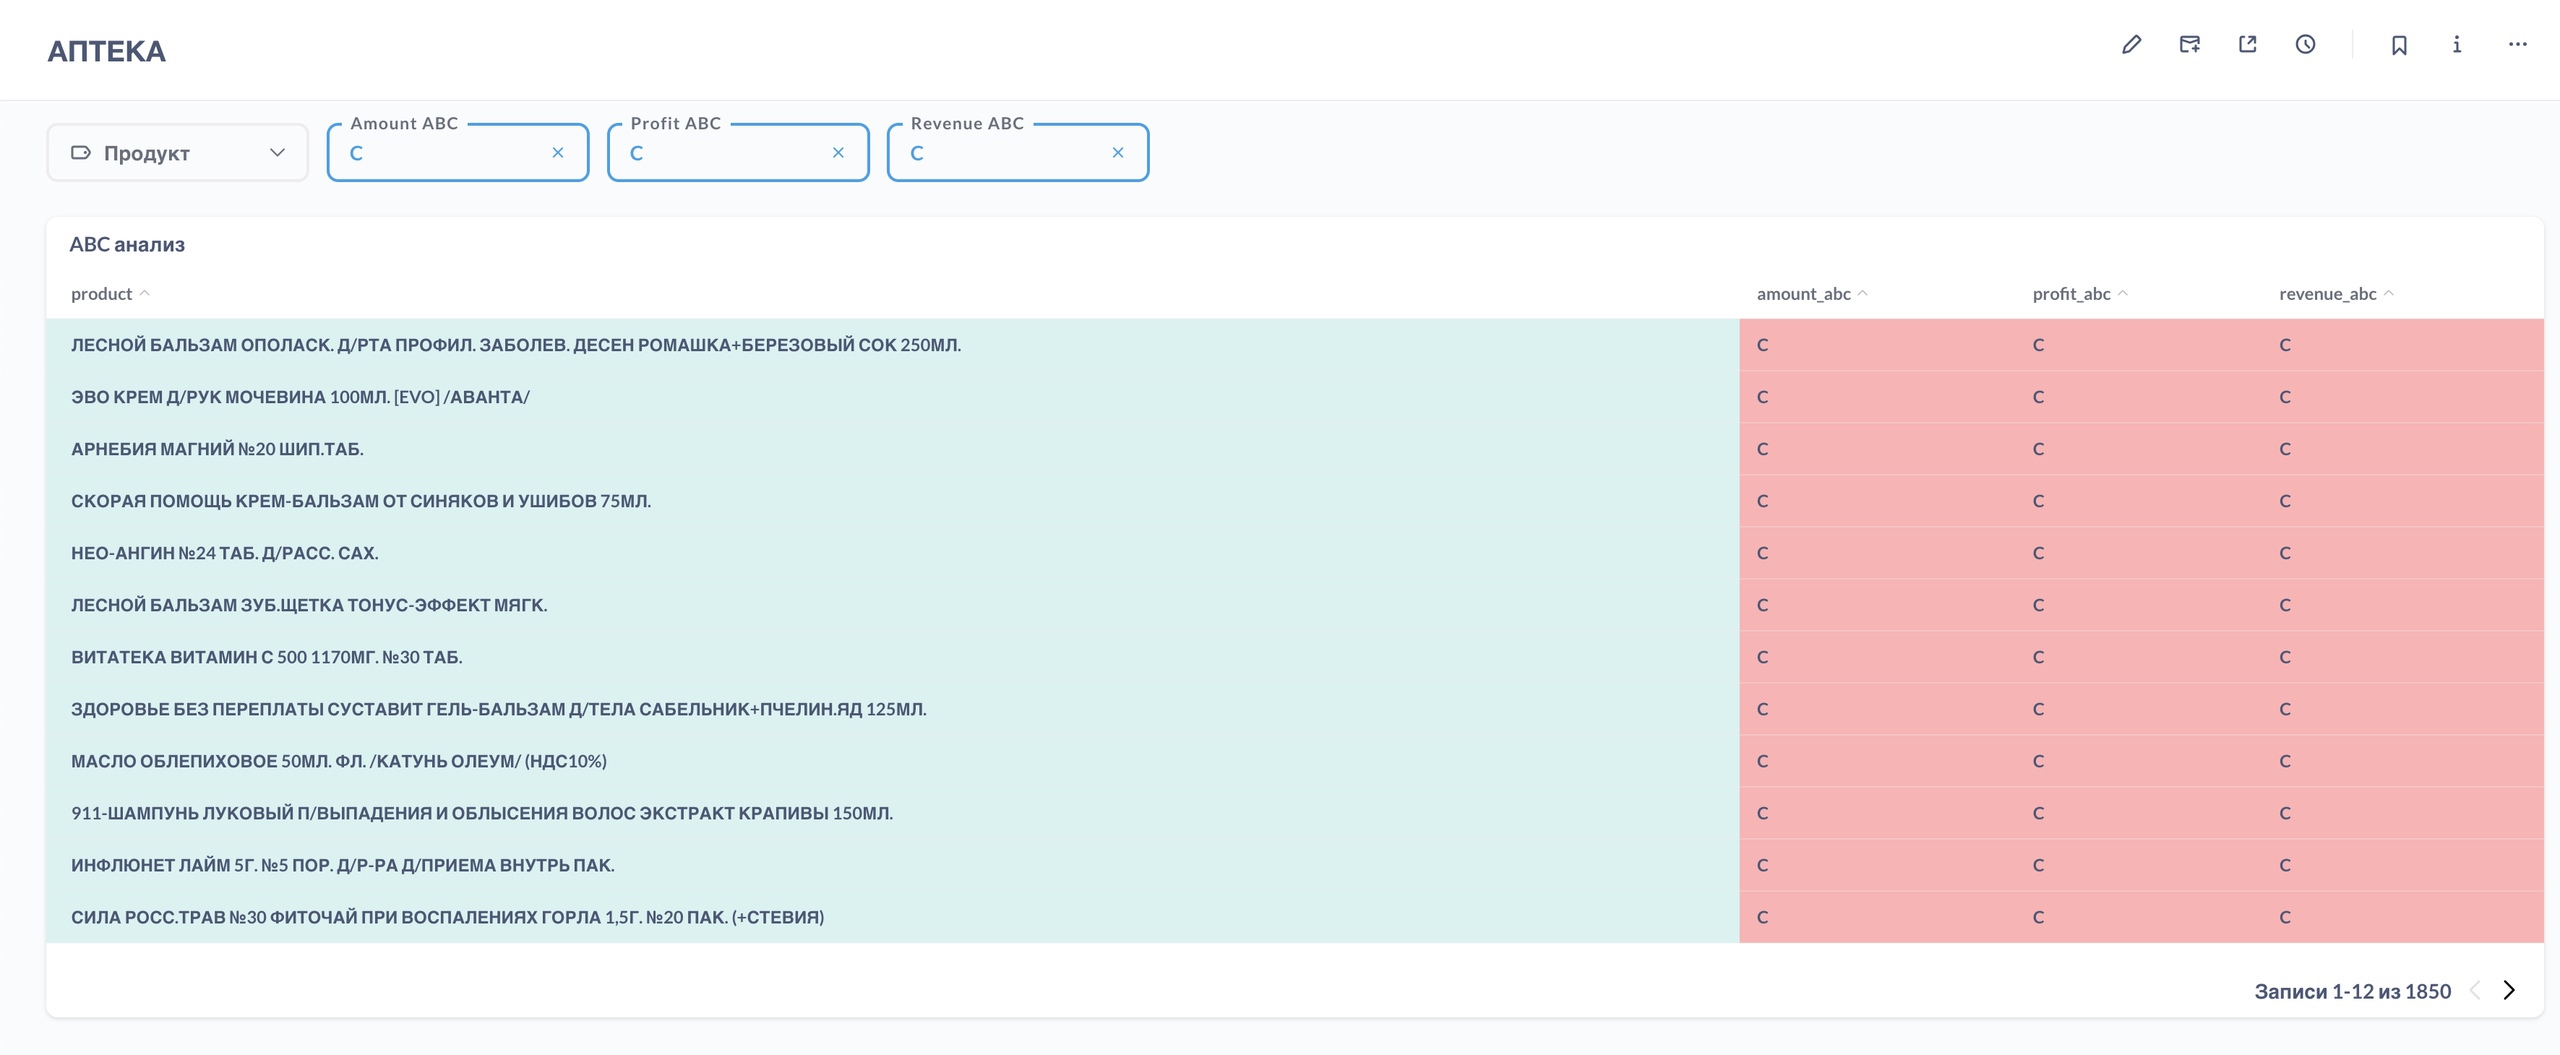 АПТЕКА
Продукт
Amount ABC
C
Profit ABC
C
Revenue ABC
C
ABC анализ
product amount_abc profit_abc revenue_abc
ЛЕСНОЙ БАЛЬЗАМ ОПОЛАСК. Д/РТА ПРОФИЛ. ЗАБОЛЕВ. ДЕСЕН РОМАШКА+БЕРЕЗОВЫЙ СОК 250МЛ. C C C
ЭВО КРЕМ Д/РУК МОЧЕВИНА 100МЛ. [EVO] /АВАНТА/ C C C
АРНЕБИЯ МАГНИЙ №20 ШИП.ТАБ. C C C
СКОРАЯ ПОМОЩЬ КРЕМ-БАЛЬЗАМ ОТ СИНЯКОВ И УШИБОВ 75МЛ. C C C
НЕО-АНГИН №24 ТАБ. Д/РАСС. САХ. C C C
ЛЕСНОЙ БАЛЬЗАМ ЗУБ.ЩЕТКА ТОНУС-ЭФФЕКТ МЯГК. C C C
ВИТАТЕКА ВИТАМИН С 500 1170МГ. №30 ТАБ. C C C
ЗДОРОВЬЕ БЕЗ ПЕРЕПЛАТЫ СУСТАВИТ ГЕЛЬ-БАЛЬЗАМ Д/ТЕЛА САБЕЛЬНИК+ПЧЕЛИН.ЯД 125МЛ. C C C
МАСЛО ОБЛЕПИХОВОЕ 50МЛ. ФЛ. /КАТУНЬ ОЛЕУМ/ (НДС10%) C C C
911-ШАМПУНЬ ЛУКОВЫЙ П/ВЫПАДЕНИЯ И ОБЛЫСЕНИЯ ВОЛОС ЭКСТРАКТ КРАПИВЫ 150МЛ. C C C
ИНФЛЮНЕТ ЛАЙМ 5Г. №5 ПОР. Д/Р-РА Д/ПРИЕМА ВНУТРЬ ПАК. C C C
СИЛА РОСС.ТРАВ №30 ФИТОЧАЙ ПРИ ВОСПАЛЕНИЯХ ГОРЛА 1,5Г. №20 ПАК. (+СТЕВИЯ) C C C
Записи 1-12 из 1850